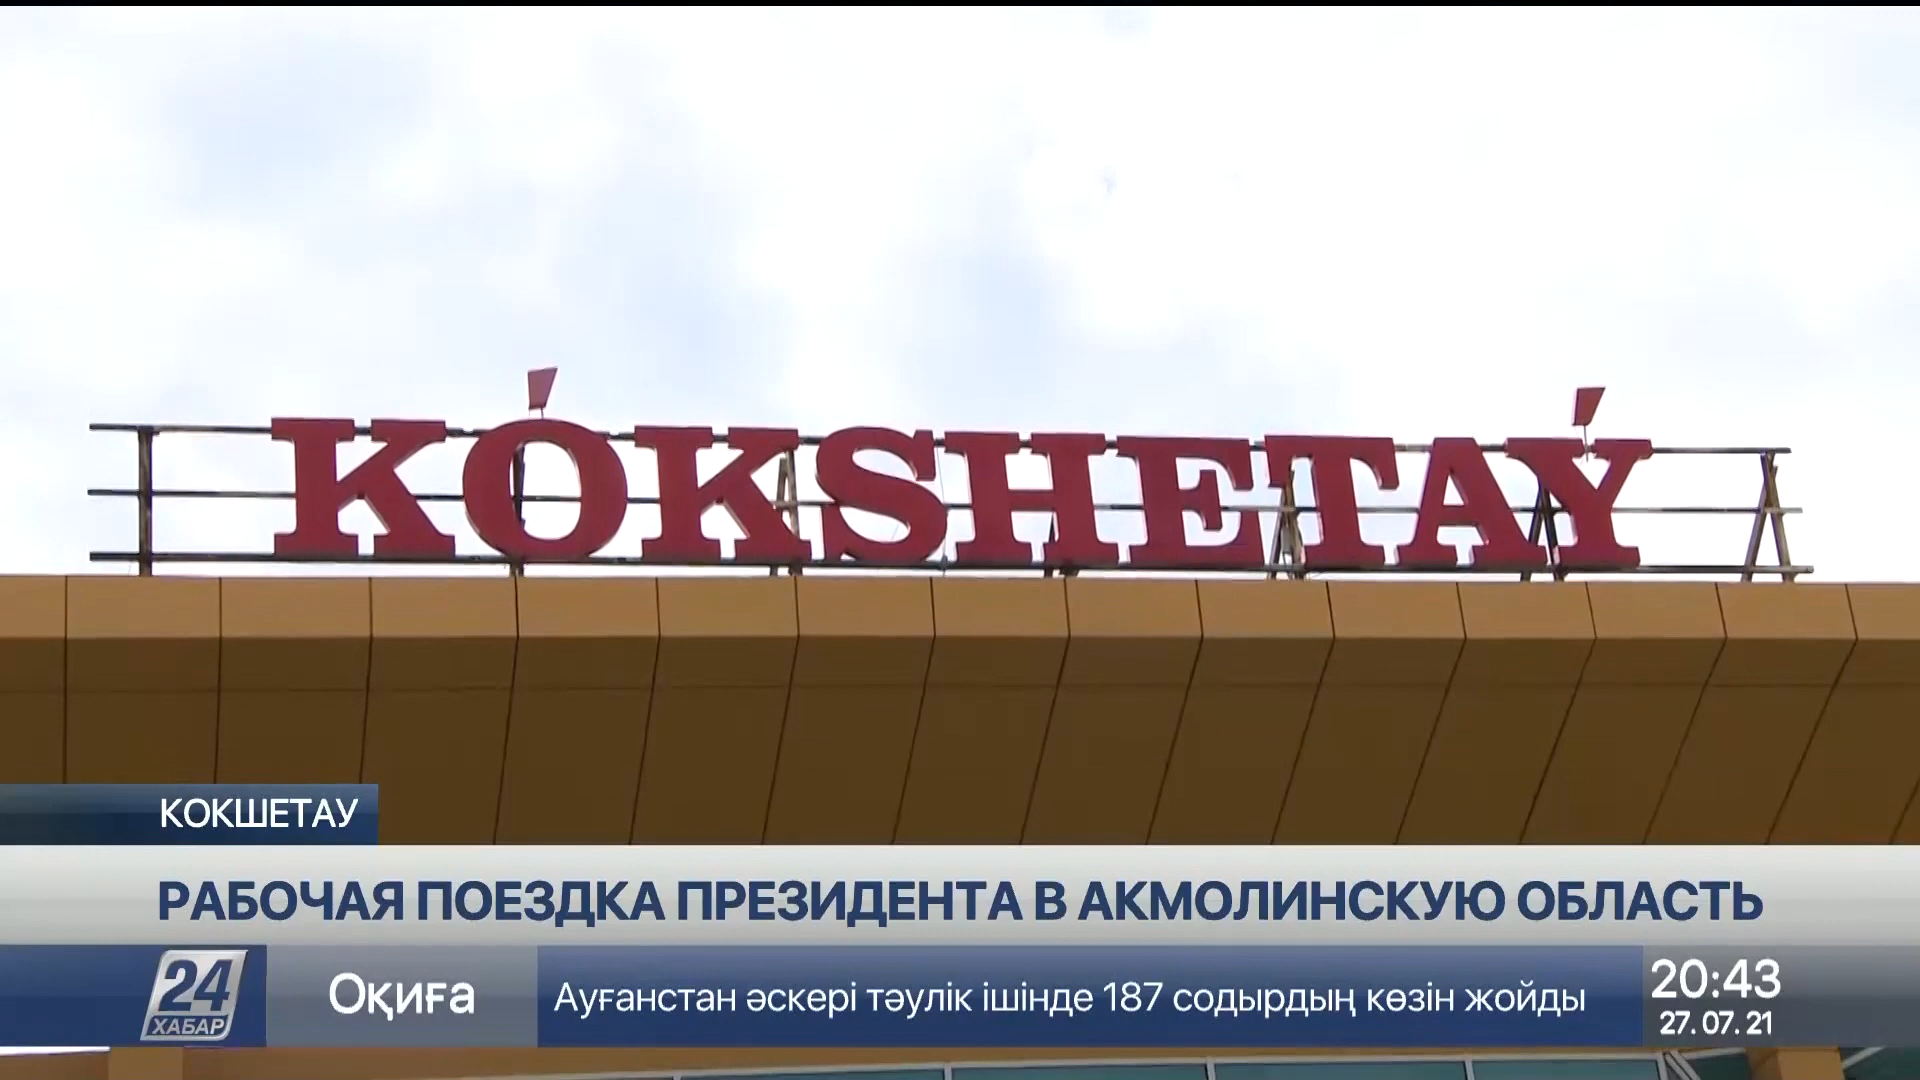 KÓKSHETAÝ
КОКШЕТАУ
РАБОЧАЯ ПОЕЗДКА ПРЕЗИДЕНТА В АКМОЛИНСКУЮ ОБЛАСТЬ
24
ХАБАР
Оқиға
Ауғанстан әскері тәулік ішінде 187 содырдың көзін жойды
20:43
27. 07. 21